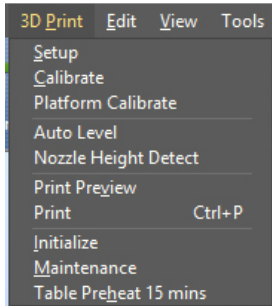 3D Print Edit View Tools
Setup
Calibrate
Platform Calibrate
Auto Level
Nozzle Height Detect
Print Preview
Print Ctrl+P
Initialize
Maintenance
Table Preheat 15 mins